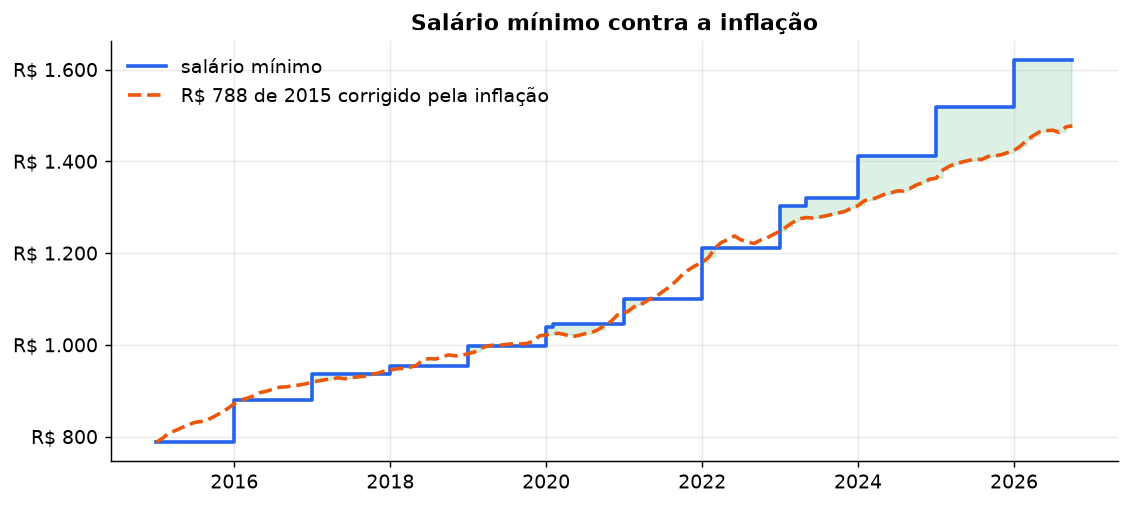 Salário mínimo contra a inflação
salário mínimo
R$ 788 de 2015 corrigido pela inflação
R$ 1.600
R$ 1.400
R$ 1.200
R$ 1.000
R$ 800
2016 2018 2020 2022 2024 2026